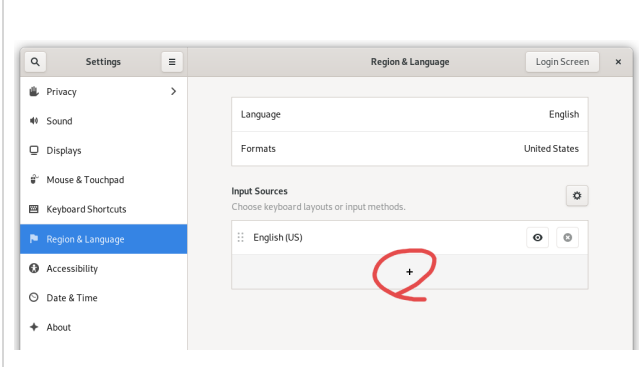 Settings
Region & Language
Login Screen
Privacy
Sound
Displays
Mouse & Touchpad
Keyboard Shortcuts
Region & Language
Accessibility
Date & Time
About
Language English
Formats United States
Input Sources
Choose keyboard layouts or input methods.
English (US)
+